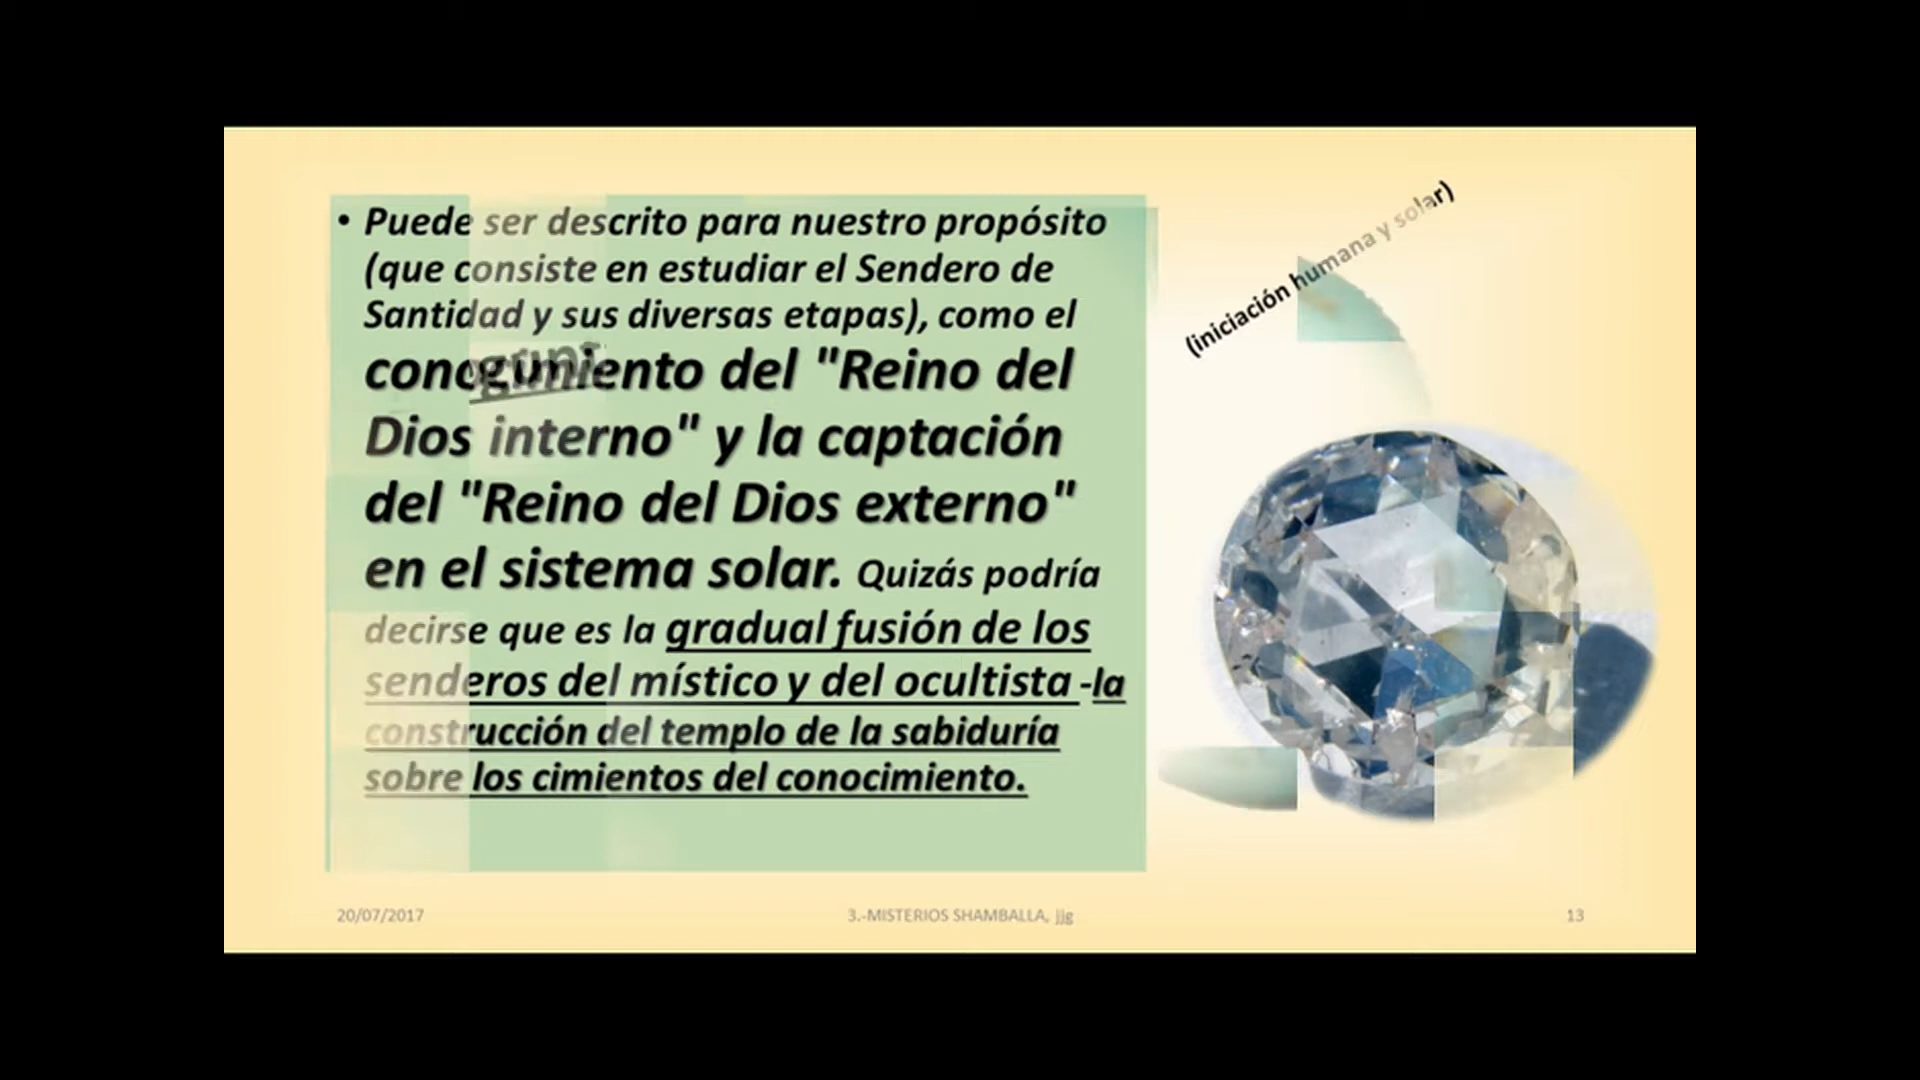 • Puede ser descrito para nuestro propósito
(que consiste en estudiar el Sendero de
Santidad y sus diversas etapas), como el
conocimiento del "Reino del
Dios interno" y la captación
del "Reino del Dios externo"
en el sistema solar. Quizás podría
decirse que es la gradual fusión de los
senderos del místico y del ocultista -la
construcción del templo de la sabiduría
sobre los cimientos del conocimiento.
(iniciación humana y solar)
20/07/2017
3.-MISTERIOS SHAMBALLA, jjg
13